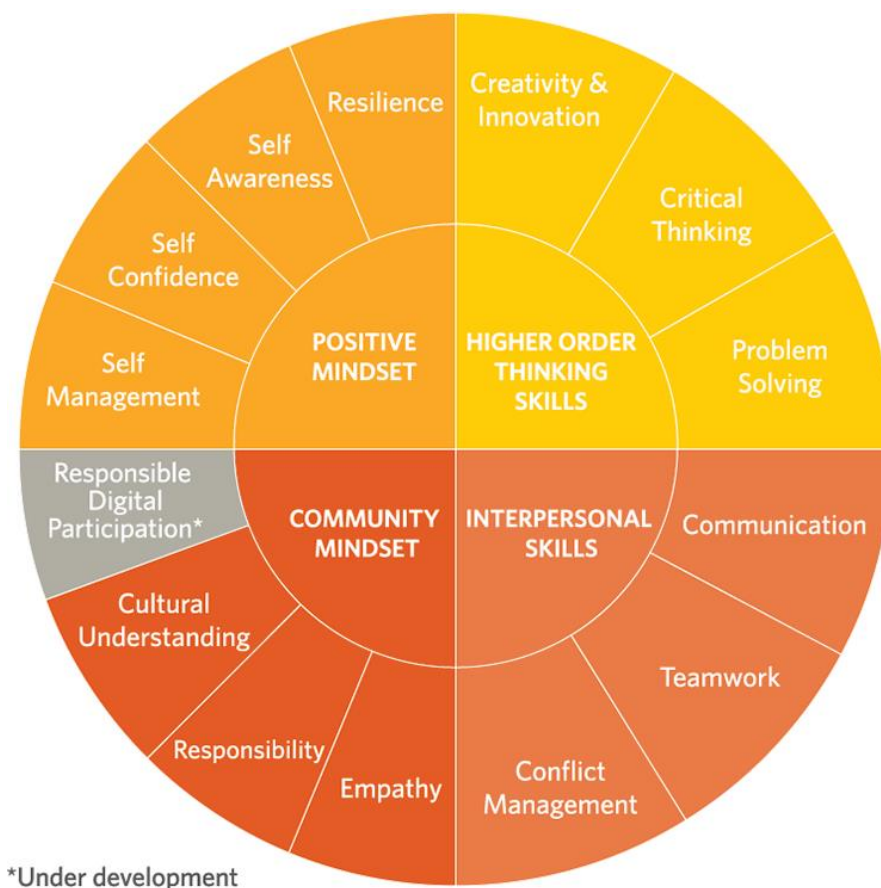 Resilience
Creativity &
Innovation
Self
Awareness
Critical
Thinking
Self
Confidence
POSITIVE
MINDSET
HIGHER ORDER
THINKING
SKILLS
Problem
Solving
Self
Management
Responsible
Digital
Participation*
COMMUNITY
MINDSET
INTERPERSONAL
SKILLS
Communication
Cultural
Understanding
Teamwork
Responsibility
Empathy
Conflict
Management
*Under development